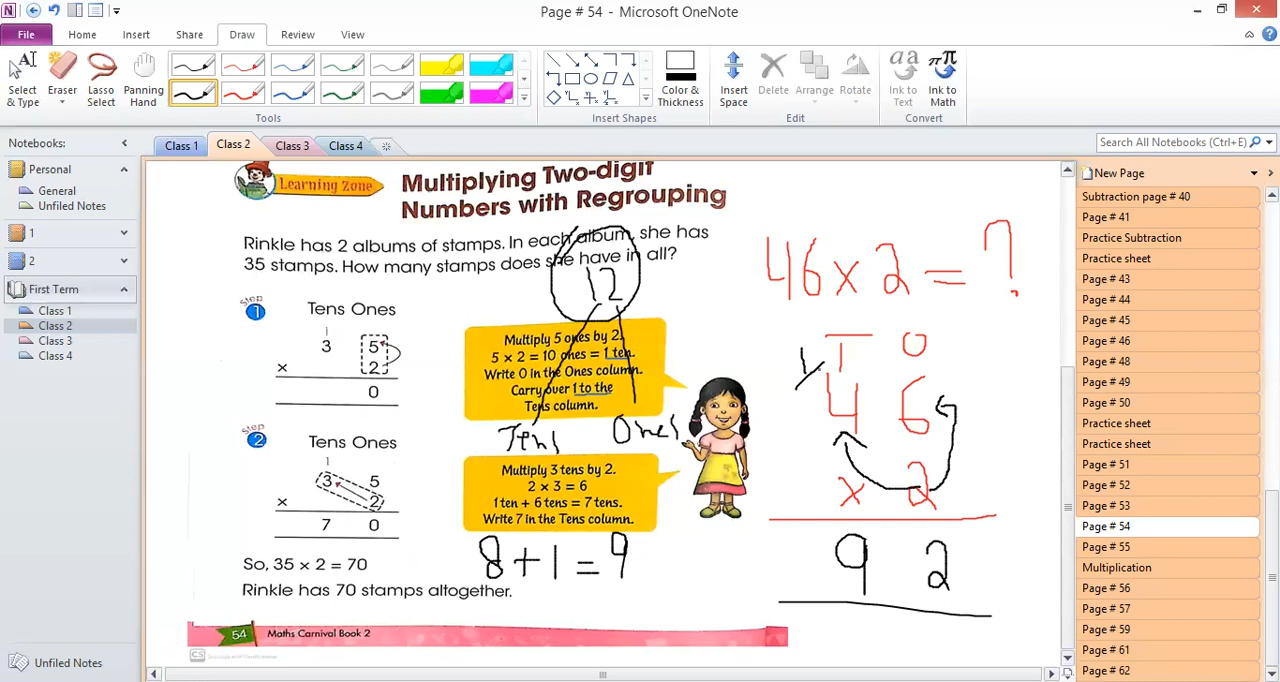 Page # 54 - Microsoft OneNote
File Home Insert Share Draw Review View
Select & Type
Eraser
Lasso Select
Panning Hand
Color & Thickness
Insert Space
Delete
Arrange
Rotate
Ink to Text
Ink to Math
Tools
Insert Shapes
Edit
Convert
Notebooks:
Personal
General
Unfiled Notes
1
2
First Term
Class 1
Class 2
Class 3
Class 4
Unfiled Notes
Class 1 Class 2 Class 3 Class 4
Search All Notebooks (Ctrl+E)
Learning Zone
Multiplying Two-digit
Numbers with Regrouping
Rinkle has 2 albums of stamps. In each album, she has
35 stamps. How many stamps does she have in all?
12
Step 1
Tens Ones
1
3 5
× 2
0
Multiply 5 ones by 2.
5 × 2 = 10 ones = 1 ten.
Write 0 in the Ones column.
Carry over 1 to the
Tens column.
Tens Ones
Step 2
Tens Ones
1
3 5
× 2
7 0
Multiply 3 tens by 2.
2 × 3 = 6
1 ten + 6 tens = 7 tens.
Write 7 in the Tens column.
8+1=9
So, 35 × 2 = 70
Rinkle has 70 stamps altogether.
54 Maths Carnival Book 2
CS
46×2=?
T O
1
4 6
× 2
9 2
New Page
Subtraction page # 40
Page # 41
Practice Subtraction
Practice sheet
Page # 43
Page # 44
Page # 45
Page # 46
Page # 48
Page # 49
Page # 50
Practice sheet
Practice sheet
Page # 51
Page # 52
Page # 53
Page # 54
Page # 55
Multiplication
Page # 56
Page # 57
Page # 59
Page # 61
Page # 62